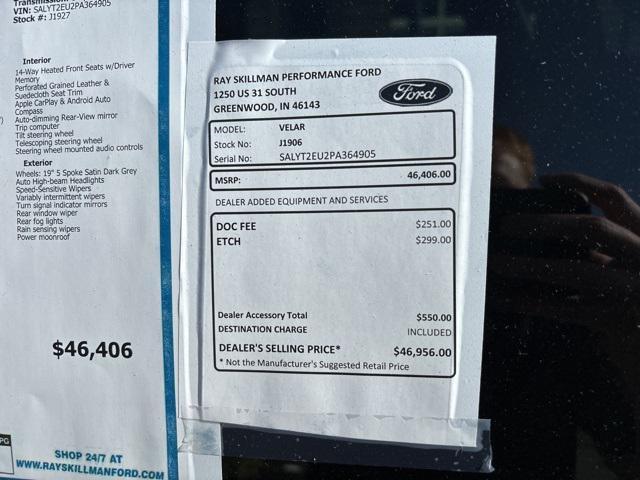 Transmission
VIN: SALYT2EU2PA364905
Stock #: J1927
Interior
14-Way Heated Front Seats w/Driver
Memory
Perforated Grained Leather &
Suedecloth Seat Trim
Apple CarPlay & Android Auto
Compass
Auto-dimming Rear-View mirror
Trip computer
Tilt steering wheel
Telescoping steering wheel
Steering wheel mounted audio controls
Exterior
Wheels: 19" 5 Spoke Satin Dark Grey
Auto High-beam Headlights
Speed-Sensitive Wipers
Variably intermittent wipers
Turn signal indicator mirrors
Rear window wiper
Rear fog lights
Rain sensing wipers
Power moonroof
$46,406
PG
SHOP 24/7 AT
WWW.RAYSKILLMANFORD.COM
RAY SKILLMAN PERFORMANCE FORD
1250 US 31 SOUTH
GREENWOOD, IN 46143
Ford
MODEL: VELAR
Stock No: J1906
Serial No: SALYT2EU2PA364905
MSRP: 46,406.00
DEALER ADDED EQUIPMENT AND SERVICES
DOC FEE $251.00
ETCH $299.00
Dealer Accessory Total $550.00
DESTINATION CHARGE INCLUDED
DEALER'S SELLING PRICE* $46,956.00
* Not the Manufacturer's Suggested Retail Price